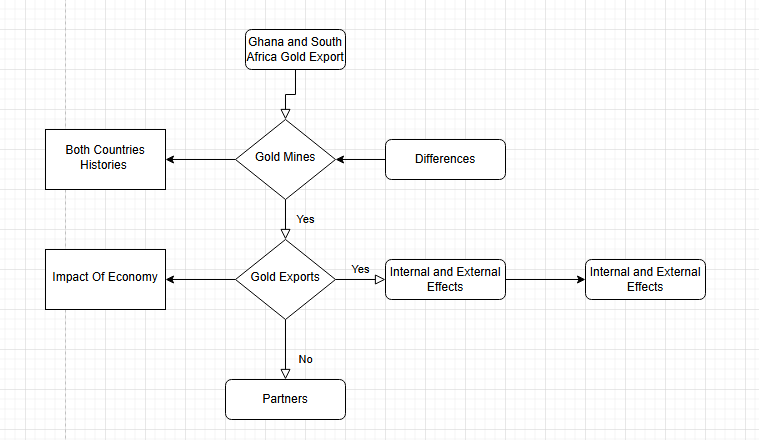 Ghana and South
Africa Gold Export
Both Countries
Histories
Gold Mines
Differences
Yes
Impact Of Economy
Gold Exports
Yes
Internal and External
Effects
Internal and External
Effects
No
Partners